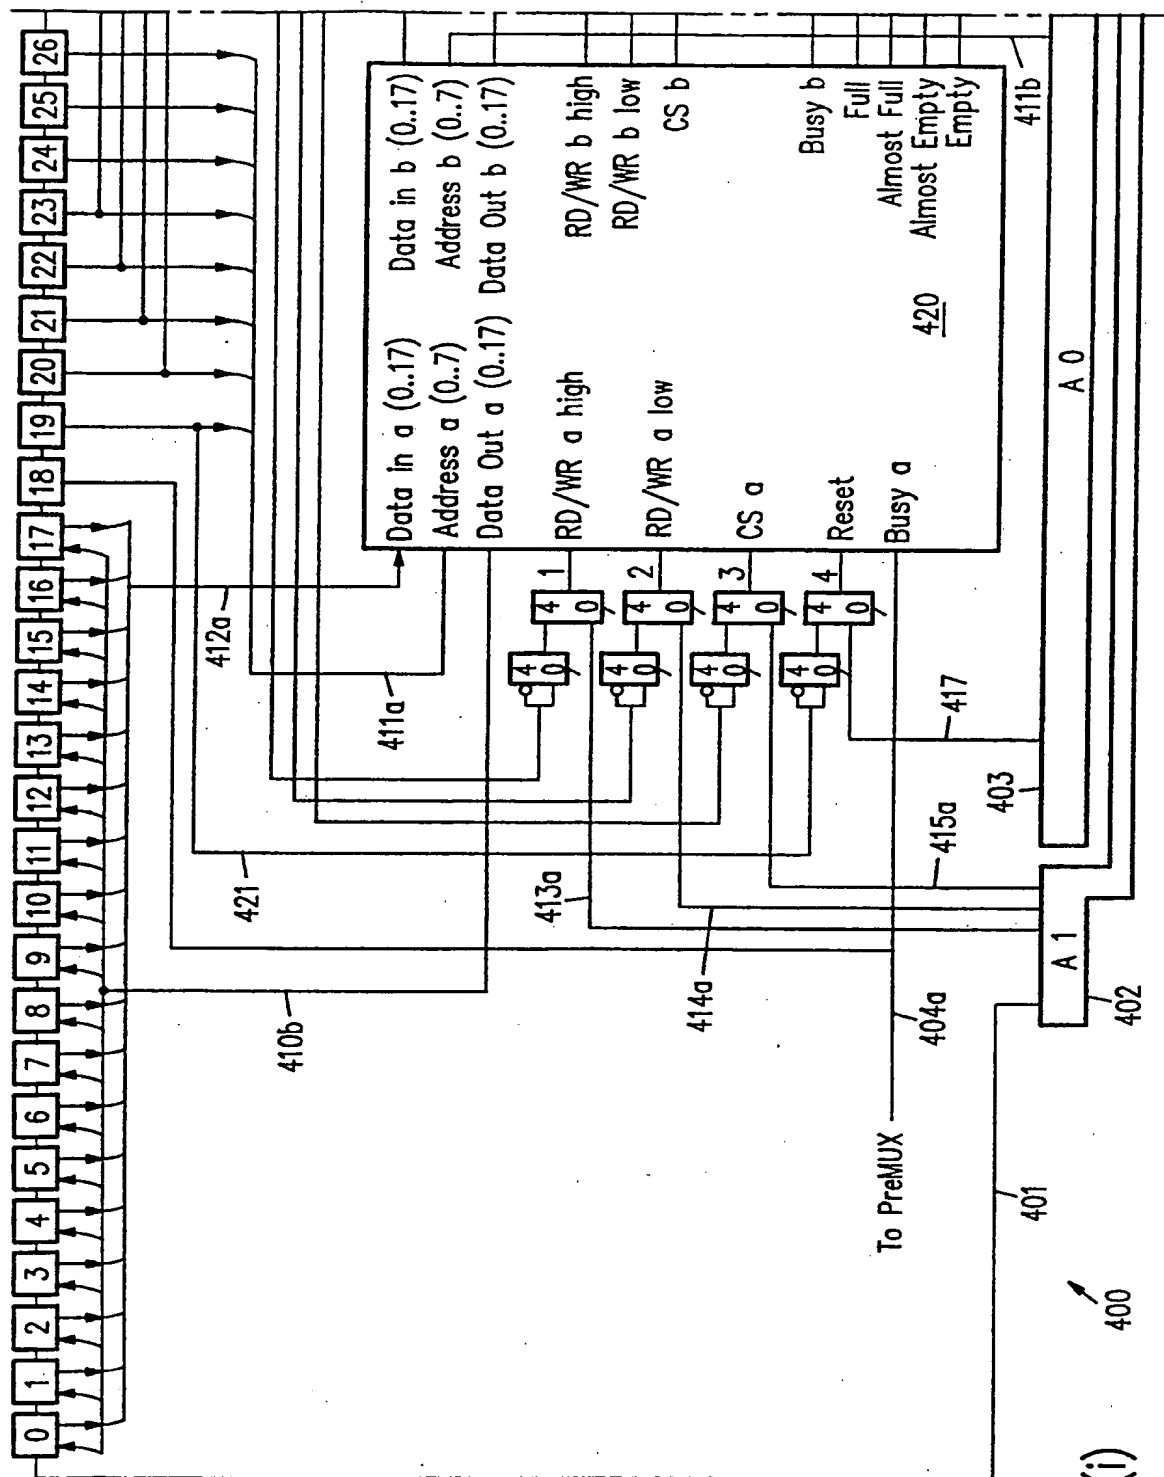 0 1 2 3 4 5 6 7 8 9 10 11 12 13 14 15 16 17 18 19 20 21 22 23 24 25 26
412a
411a
421
410b
Data in a (0..17) Data in b (0..17)
Address a (0..7) Address b (0..7)
Data Out a (0..17) Data Out b (0..17)
RD/WR a high RD/WR b high
RD/WR b low
RD/WR a low
CS b
CS a
Reset
Busy b
Busy a
Full
Almost Full
Almost Empty
Empty
420
4 0 4 0 1
4 0 4 0 2
4 0 4 0 3
4 0 4 0 4
413a
414a
404a
To PreMUX
417
415a
411b
403
A 0
A 1
402
401
400
(i)